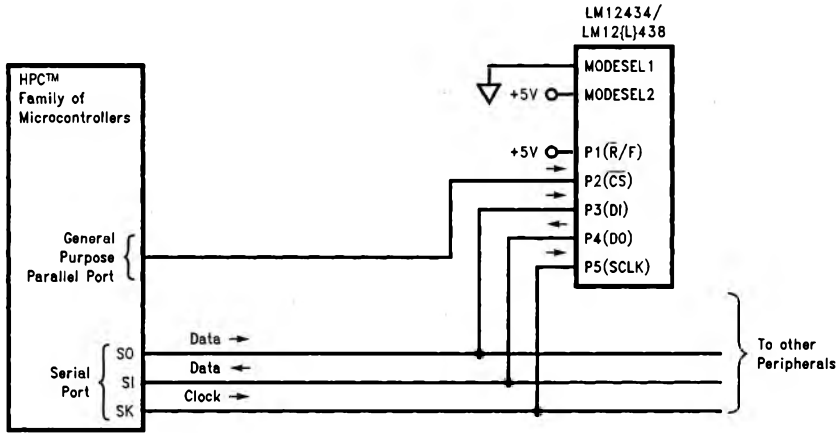 LM12434/
LM12{L}438
HPC™
Family of
Microcontrollers
MODESEL1
+5V MODESEL2
+5V P1(R̅/F)
P2(C̅S̅)
P3(DI)
P4(DO)
P5(SCLK)
General
Purpose
Parallel Port
Serial
Port
SO
SI
SK
Data →
Data ←
Clock →
To other
Peripherals